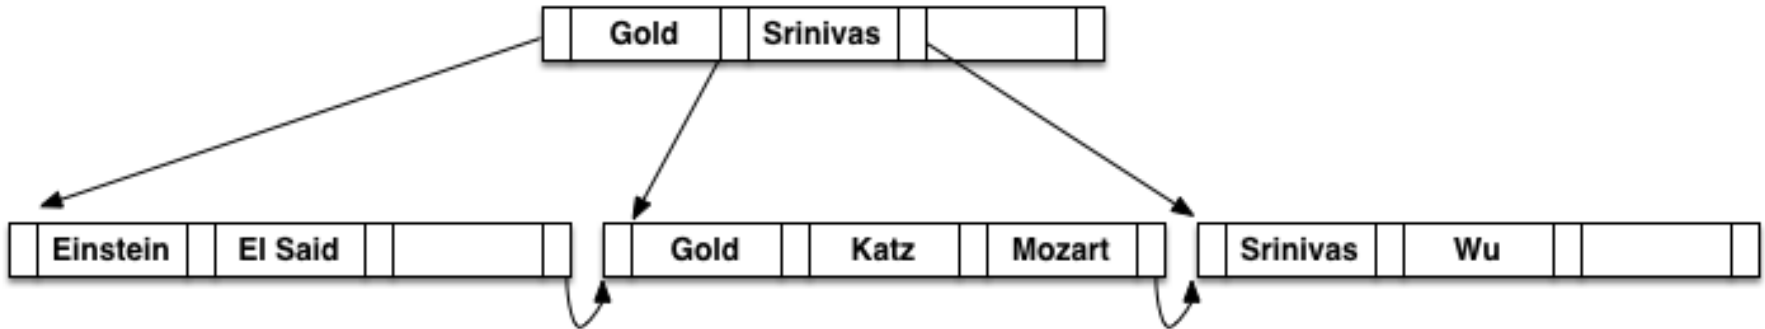 Gold Srinivas
Einstein El Said Gold Katz Mozart Srinivas Wu